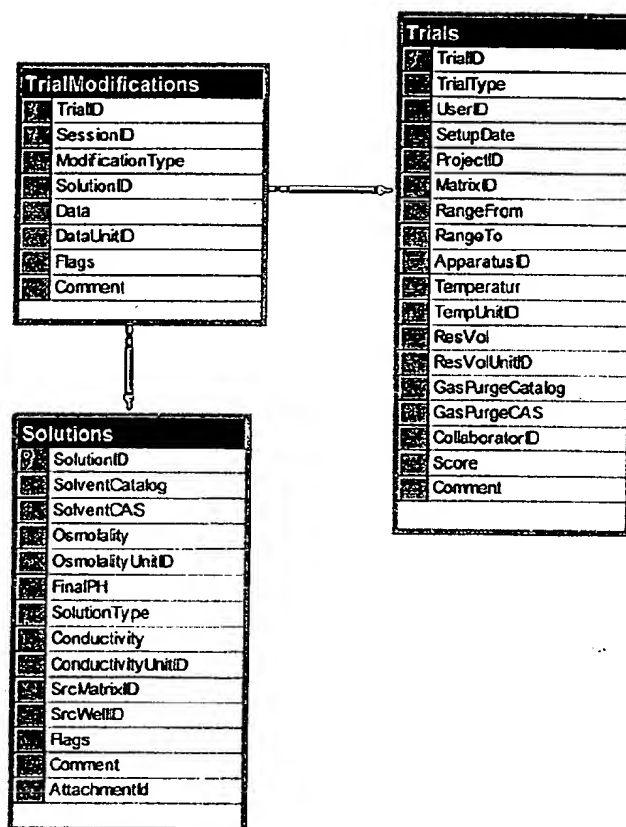 TrialModifications
TrialID
SessionID
ModificationType
SolutionID
Data
DataUnitID
Flags
Comment
Trials
TrialID
TrialType
UserID
SetupDate
ProjectID
MatrixID
RangeFrom
RangeTo
ApparatusID
Temperatur
TempUnitID
ResVol
ResVolUnitID
GasPurgeCatalog
GasPurgeCAS
CollaboratorID
Score
Comment
Solutions
SolutionID
SolventCatalog
SolventCAS
Osmolality
OsmolalityUnitID
FinalPH
SolutionType
Conductivity
ConductivityUnitID
SrcMatrixID
SrcWellID
Flags
Comment
AttachmentId